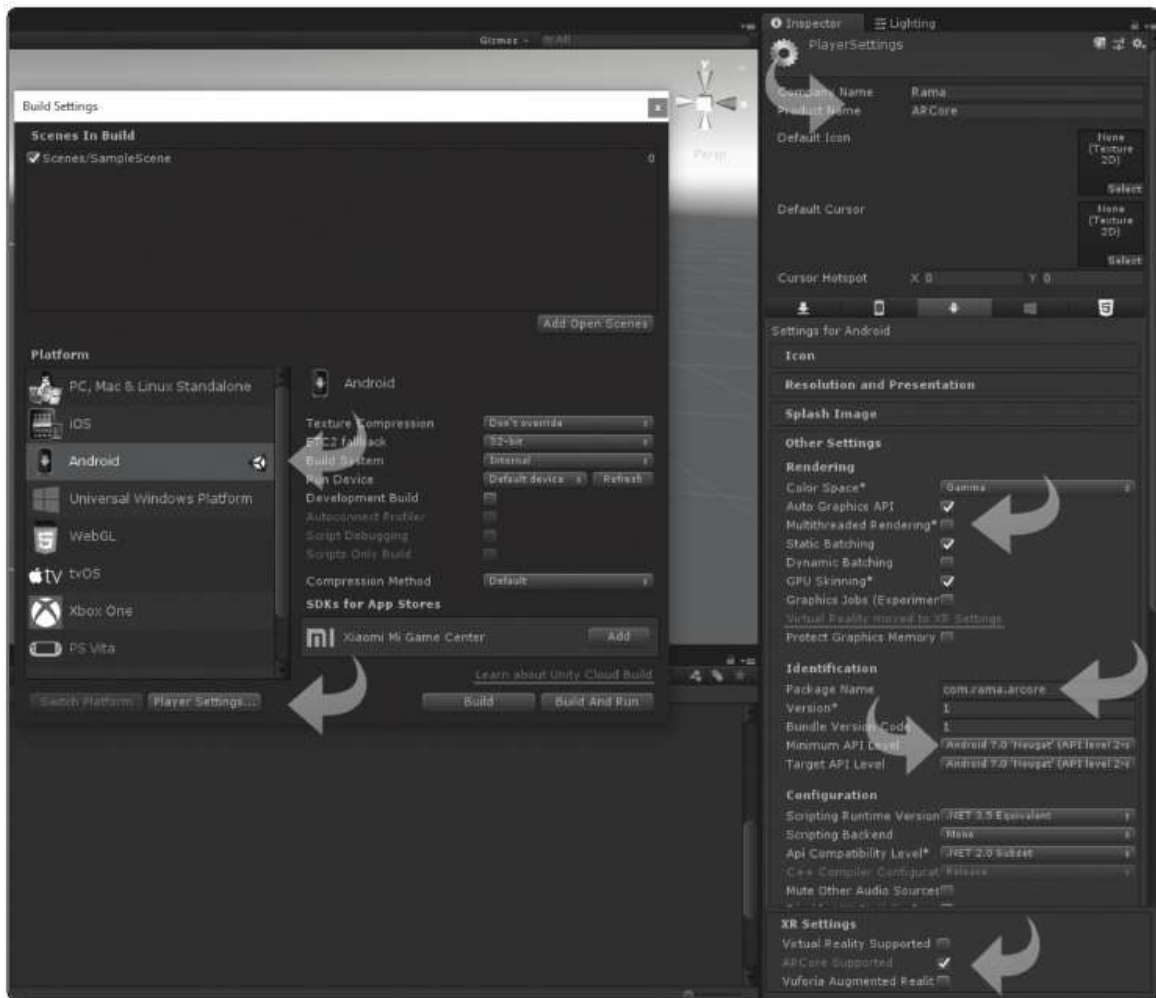 Gizmos
All
Persp
Build Settings
x
Scenes In Build
Scenes/SampleScene 0
Add Open Scenes
Platform
PC, Mac & Linux Standalone
iOS
Android
Universal Windows Platform
WebGL
tv tvOS
Xbox One
PS Vita
Switch Platform Player Settings...
Android
Texture Compression Don't override
ETC2 fallback 32-bit
Build System Internal
Run Device Default device Refresh
Development Build
Autoconnect Profiler
Script Debugging
Scripts Only Build
Compression Method Default
SDKs for App Stores
Xiaomi Mi Game Center Add
Learn about Unity Cloud Build
Build Build And Run
Inspector Lighting
PlayerSettings
Company Name Rama
Product Name ARCore
Default Icon
None
(Texture
2D)
Select
Default Cursor
None
(Texture
2D)
Select
Cursor Hotspot X 0 Y 0
Settings for Android
Icon
Resolution and Presentation
Splash Image
Other Settings
Rendering
Color Space* Gamma
Auto Graphics API
Multithreaded Rendering*
Static Batching
Dynamic Batching
GPU Skinning*
Graphics Jobs (Experimer
Virtual Reality moved to XR Settings
Protect Graphics Memory
Identification
Package Name com.rama.arcore
Version* 1
Bundle Version Code 1
Minimum API Level Android 7.0 'Nougat' (API level 2
Target API Level Android 7.0 'Nougat' (API level 2
Configuration
Scripting Runtime Version .NET 3.5 Equivalent
Scripting Backend Mono
Api Compatibility Level* .NET 2.0 Subset
C++ Compiler Configurat Release
Mute Other Audio Sources
XR Settings
Virtual Reality Supported
ARCore Supported
Vuforia Augmented Realit